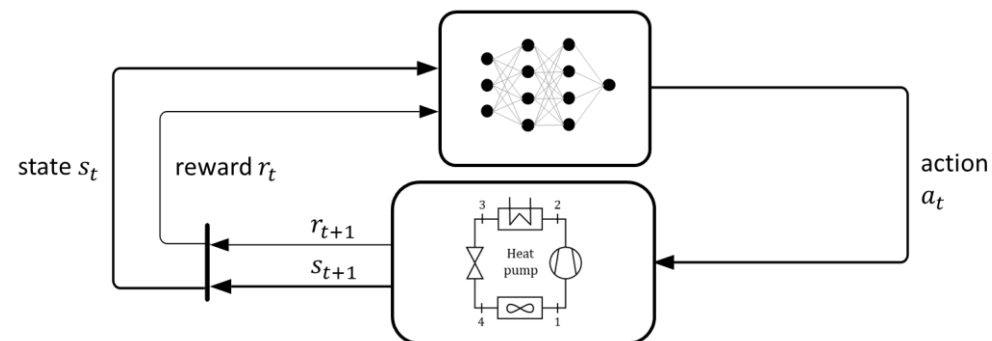 state s_t
reward r_t
action
a_t
r_{t+1}
s_{t+1}
3
2
Heat
pump
4
1